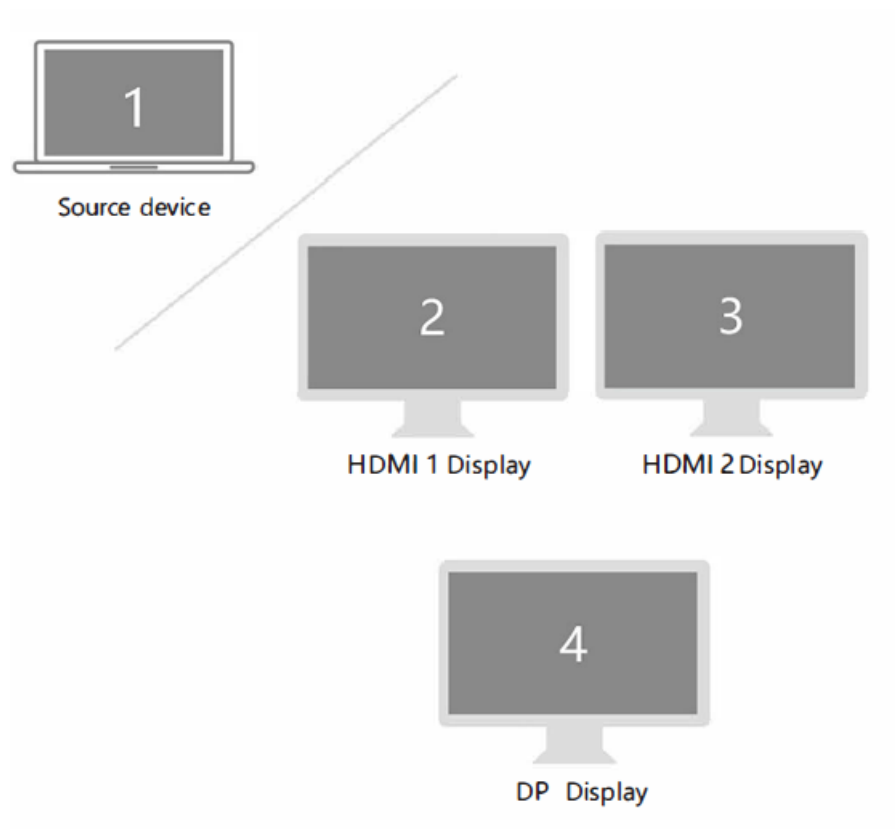 1
Source device
2
3
HDMI 1 Display
HDMI 2 Display
4
DP Display